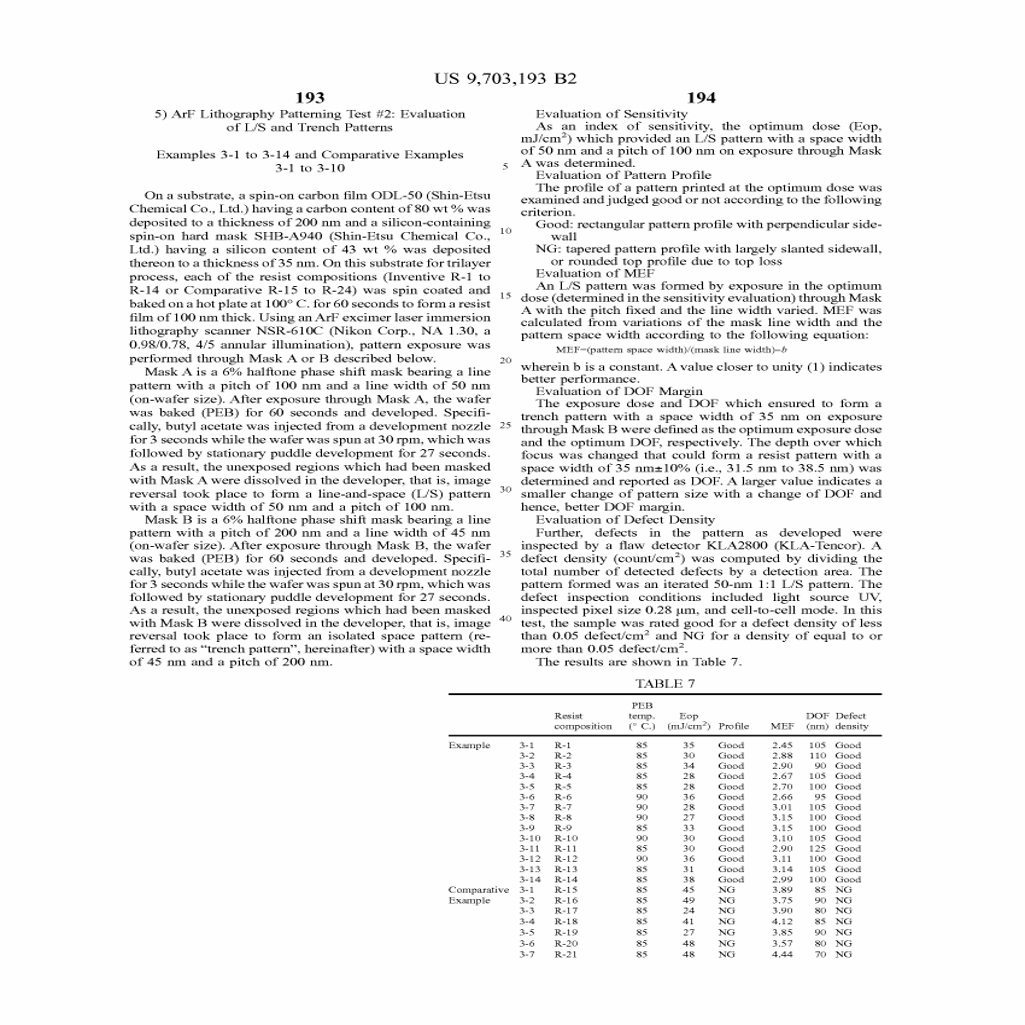 US 9,703,193 B2
193
5) ArF Lithography Patterning Test #2: Evaluation
of L/S and Trench Patterns
Examples 3-1 to 3-14 and Comparative Examples
3-1 to 3-10
On a substrate, a spin-on carbon film ODL-50 (Shin-Etsu
Chemical Co., Ltd.) having a carbon content of 80 wt % was
deposited to a thickness of 200 nm and a silicon-containing
spin-on hard mask SHB-A940 (Shin-Etsu Chemical Co.,
Ltd.) having a silicon content of 43 wt % was deposited
thereon to a thickness of 35 nm. On this substrate for trilayer
process, each of the resist compositions (Inventive R-1 to
R-14 or Comparative R-15 to R-24) was spin coated and
baked on a hot plate at 100° C. for 60 seconds to form a resist
film of 100 nm thick. Using an ArF excimer laser immersion
lithography scanner NSR-610C (Nikon Corp., NA 1.30, σ
0.98/0.78, 4/5 annular illumination), pattern exposure was
performed through Mask A or B described below.
Mask A is a 6% halftone phase shift mask bearing a line
pattern with a pitch of 100 nm and a line width of 50 nm
(on-wafer size). After exposure through Mask A, the wafer
was baked (PEB) for 60 seconds and developed. Specifi-
cally, butyl acetate was injected from a development nozzle
for 3 seconds while the wafer was spun at 30 rpm, which was
followed by stationary puddle development for 27 seconds.
As a result, the unexposed regions which had been masked
with Mask A were dissolved in the developer, that is, image
reversal took place to form a line-and-space (L/S) pattern
with a space width of 50 nm and a pitch of 100 nm.
Mask B is a 6% halftone phase shift mask bearing a line
pattern with a pitch of 200 nm and a line width of 45 nm
(on-wafer size). After exposure through Mask B, the wafer
was baked (PEB) for 60 seconds and developed. Specifi-
cally, butyl acetate was injected from a development nozzle
for 3 seconds while the wafer was spun at 30 rpm, which was
followed by stationary puddle development for 27 seconds.
As a result, the unexposed regions which had been masked
with Mask B were dissolved in the developer, that is, image
reversal took place to form an isolated space pattern (re-
ferred to as “trench pattern”, hereinafter) with a space width
of 45 nm and a pitch of 200 nm.
5
10
15
20
25
30
35
40
194
Evaluation of Sensitivity
As an index of sensitivity, the optimum dose (Eop,
mJ/cm²) which provided an L/S pattern with a space width
of 50 nm and a pitch of 100 nm on exposure through Mask
A was determined.
Evaluation of Pattern Profile
The profile of a pattern printed at the optimum dose was
examined and judged good or not according to the following
criterion.
Good: rectangular pattern profile with perpendicular side-
wall
NG: tapered pattern profile with largely slanted sidewall,
or rounded top profile due to top loss
Evaluation of MEF
An L/S pattern was formed by exposure in the optimum
dose (determined in the sensitivity evaluation) through Mask
A with the pitch fixed and the line width varied. MEF was
calculated from variations of the mask line width and the
pattern space width according to the following equation:
MEF=(pattern space width)/(mask line width)−b
wherein b is a constant. A value closer to unity (1) indicates
better performance.
Evaluation of DOF Margin
The exposure dose and DOF which ensured to form a
trench pattern with a space width of 35 nm on exposure
through Mask B were defined as the optimum exposure dose
and the optimum DOF, respectively. The depth over which
focus was changed that could form a resist pattern with a
space width of 35 nm±10% (i.e., 31.5 nm to 38.5 nm) was
determined and reported as DOF. A larger value indicates a
smaller change of pattern size with a change of DOF and
hence, better DOF margin.
Evaluation of Defect Density
Further, defects in the pattern as developed were
inspected by a flaw detector KLA2800 (KLA-Tencor). A
defect density (count/cm²) was computed by dividing the
total number of detected defects by a detection area. The
pattern formed was an iterated 50-nm 1:1 L/S pattern. The
defect inspection conditions included light source UV,
inspected pixel size 0.28 μm, and cell-to-cell mode. In this
test, the sample was rated good for a defect density of less
than 0.05 defect/cm² and NG for a density of equal to or
more than 0.05 defect/cm².
The results are shown in Table 7.
TABLE 7
PEB
Resist temp. Eop DOF Defect
composition (° C.) (mJ/cm²) Profile MEF (nm) density
Example 3-1 R-1 85 35 Good 2.45 105 Good
3-2 R-2 85 30 Good 2.88 110 Good
3-3 R-3 85 34 Good 2.90 90 Good
3-4 R-4 85 28 Good 2.67 105 Good
3-5 R-5 85 28 Good 2.70 100 Good
3-6 R-6 90 36 Good 2.66 95 Good
3-7 R-7 90 28 Good 3.01 105 Good
3-8 R-8 90 27 Good 3.15 100 Good
3-9 R-9 85 33 Good 3.15 100 Good
3-10 R-10 90 30 Good 3.10 105 Good
3-11 R-11 85 30 Good 2.90 125 Good
3-12 R-12 90 36 Good 3.11 100 Good
3-13 R-13 85 31 Good 3.14 105 Good
3-14 R-14 85 38 Good 2.99 100 Good
Comparative 3-1 R-15 85 45 NG 3.89 85 NG
Example 3-2 R-16 85 49 NG 3.75 90 NG
3-3 R-17 85 24 NG 3.90 80 NG
3-4 R-18 85 41 NG 4.12 85 NG
3-5 R-19 85 27 NG 3.85 90 NG
3-6 R-20 85 48 NG 3.57 80 NG
3-7 R-21 85 48 NG 4.44 70 NG